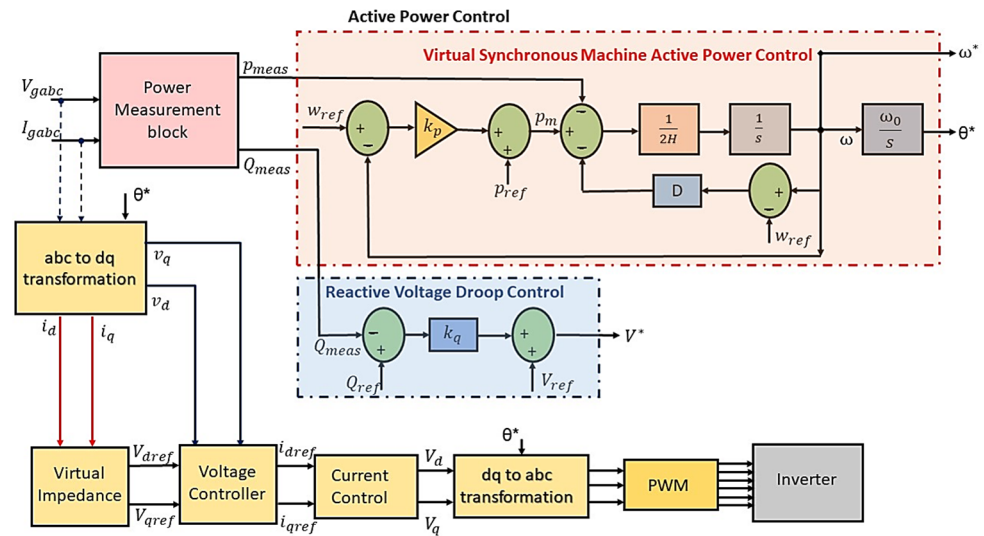 Active Power Control
Virtual Synchronous Machine Active Power Control
ω*
p_meas
V_gabc
I_gabc
Power
Measurement
block
Q_meas
w_ref
+
−
k_p
+
+
p_m
p_ref
−
+
−
1/2H
1/s
ω
ω₀/s
θ*
D
+
−
w_ref
θ*
abc to dq
transformation
v_q
v_d
i_d
i_q
Reactive Voltage Droop Control
Q_meas
−
+
Q_ref
k_q
+
+
V_ref
V*
Virtual
Impedance
V_dref
V_qref
Voltage
Controller
i_dref
i_qref
Current
Control
V_d
V_q
θ*
dq to abc
transformation
PWM
Inverter